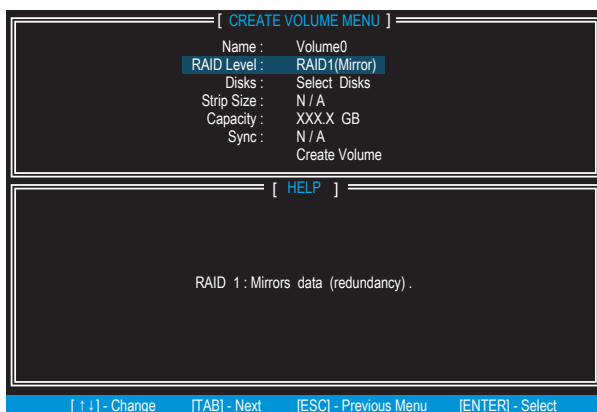 [ CREATE VOLUME MENU ]
Name : Volume0
RAID Level : RAID1(Mirror)
Disks : Select Disks
Strip Size : N / A
Capacity : XXX.X GB
Sync : N / A
Create Volume
[ HELP ]
RAID 1 : Mirrors data (redundancy) .
[ ↑↓] - Change [TAB] - Next [ESC] - Previous Menu [ENTER] - Select